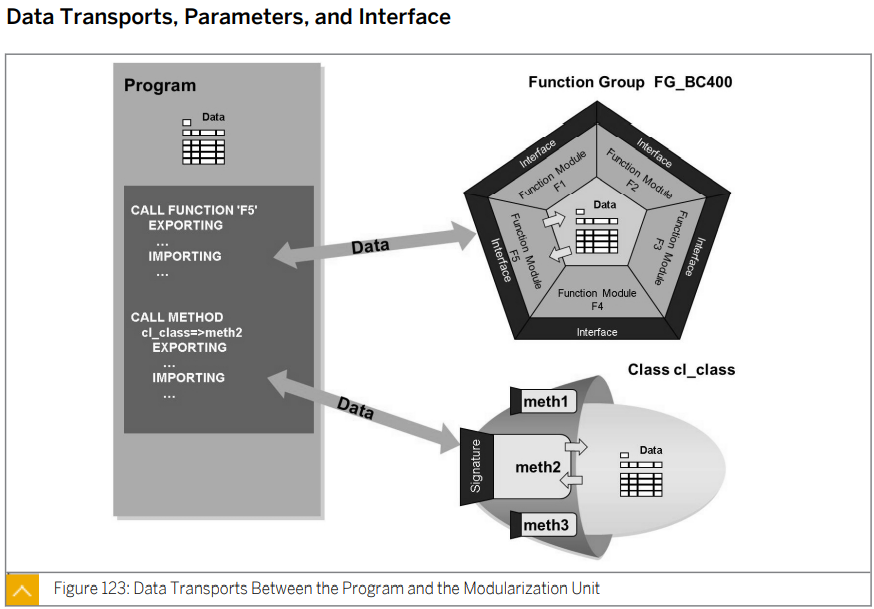 Data Transports, Parameters, and Interface
Program
Data
CALL FUNCTION 'F5'
EXPORTING
...
IMPORTING
...
CALL METHOD
cl_class=>meth2
EXPORTING
...
IMPORTING
...
Data
Data
Function Group FG_BC400
Interface
Interface
Interface
Interface
Interface
Function Module
F1
Function Module
F2
Function Module
F3
Function Module
F4
Function Module
F5
Data
Class cl_class
meth1
Signature
meth2
meth3
Data
Figure 123: Data Transports Between the Program and the Modularization Unit